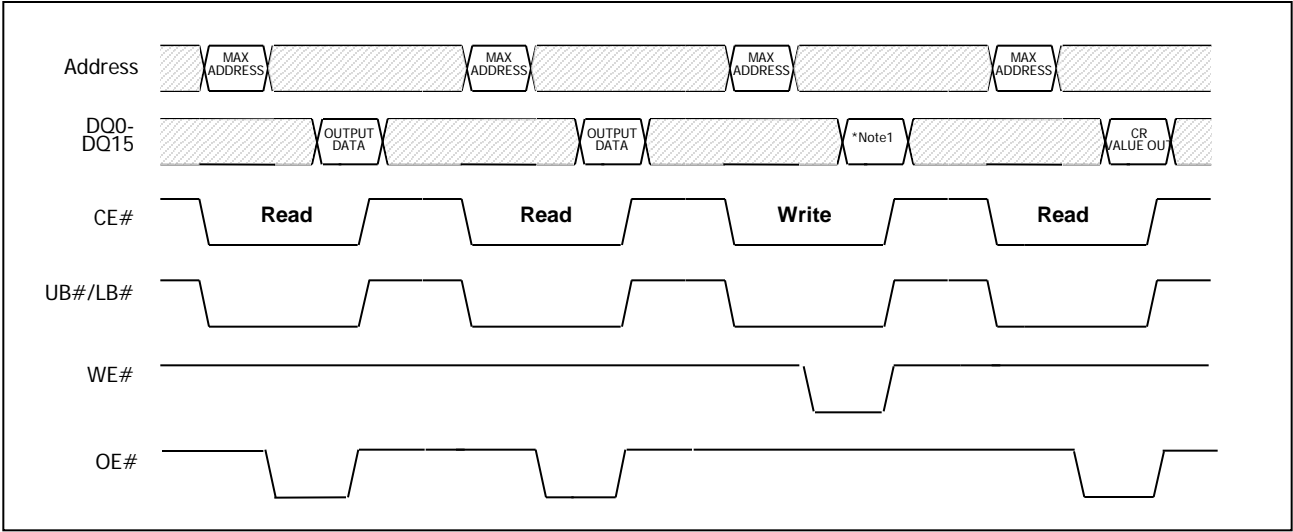 Address
MAX
ADDRESS
MAX
ADDRESS
MAX
ADDRESS
MAX
ADDRESS
DQ0-
DQ15
OUTPUT
DATA
OUTPUT
DATA
*Note1
CR
VALUE OUT
CE#
Read
Read
Write
Read
UB#/LB#
WE#
OE#